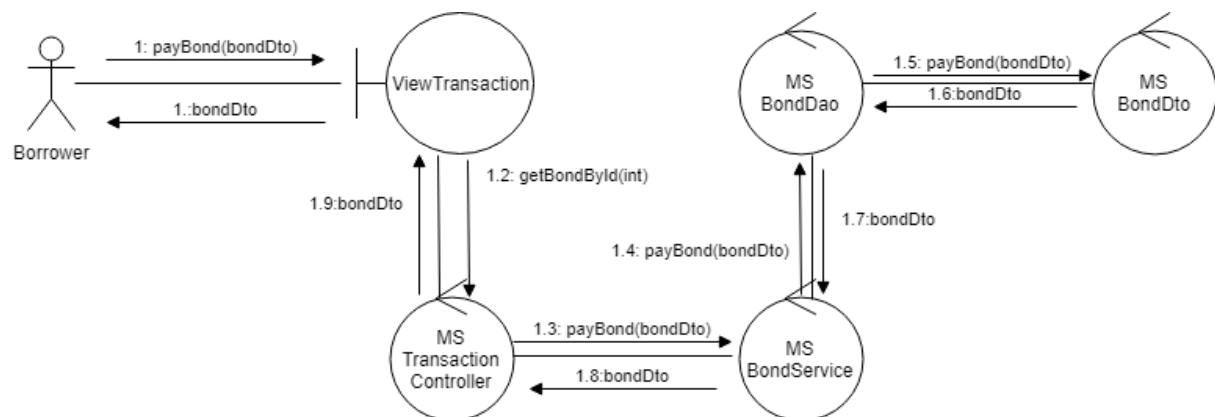 1: payBond(bondDto)
1.:bondDto
Borrower
ViewTransaction
1.2: getBondById(int)
1.9:bondDto
MS
Transaction
Controller
1.3: payBond(bondDto)
1.8:bondDto
MS
BondService
1.4: payBond(bondDto)
1.7:bondDto
MS
BondDao
1.5: payBond(bondDto)
1.6:bondDto
MS
BondDto